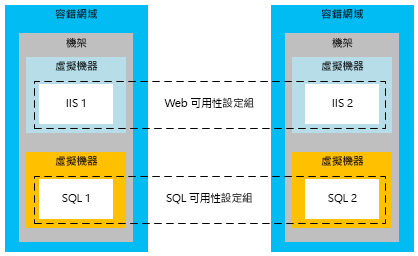 容錯網域
容錯網域
機架
機架
虛擬機器
虛擬機器
IIS 1
Web 可用性設定組
IIS 2
虛擬機器
虛擬機器
SQL 1
SQL 可用性設定組
SQL 2